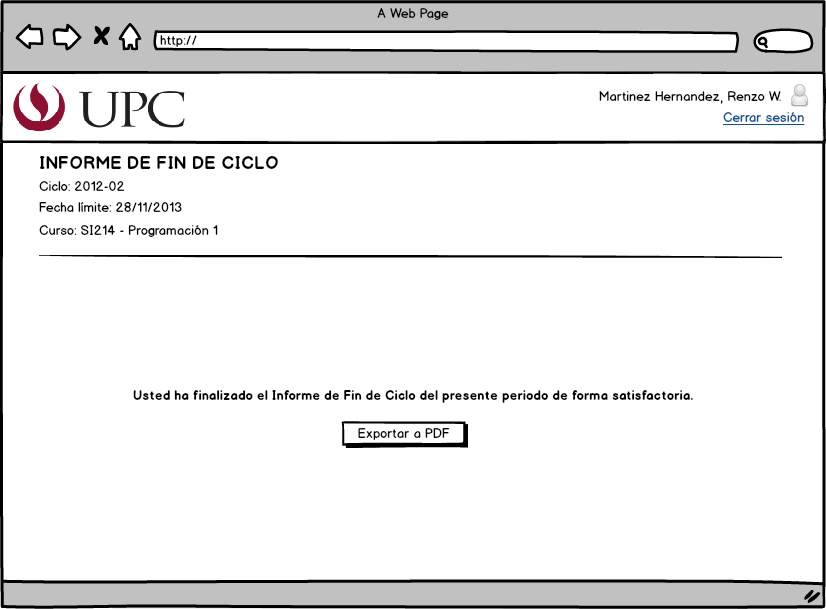 A Web Page
http://
UPC
Martinez Hernandez, Renzo W.
Cerrar sesión
INFORME DE FIN DE CICLO
Ciclo: 2012-02
Fecha límite: 28/11/2013
Curso: SI214 - Programación 1
Usted ha finalizado el Informe de Fin de Ciclo del presente periodo de forma satisfactoria.
Exportar a PDF